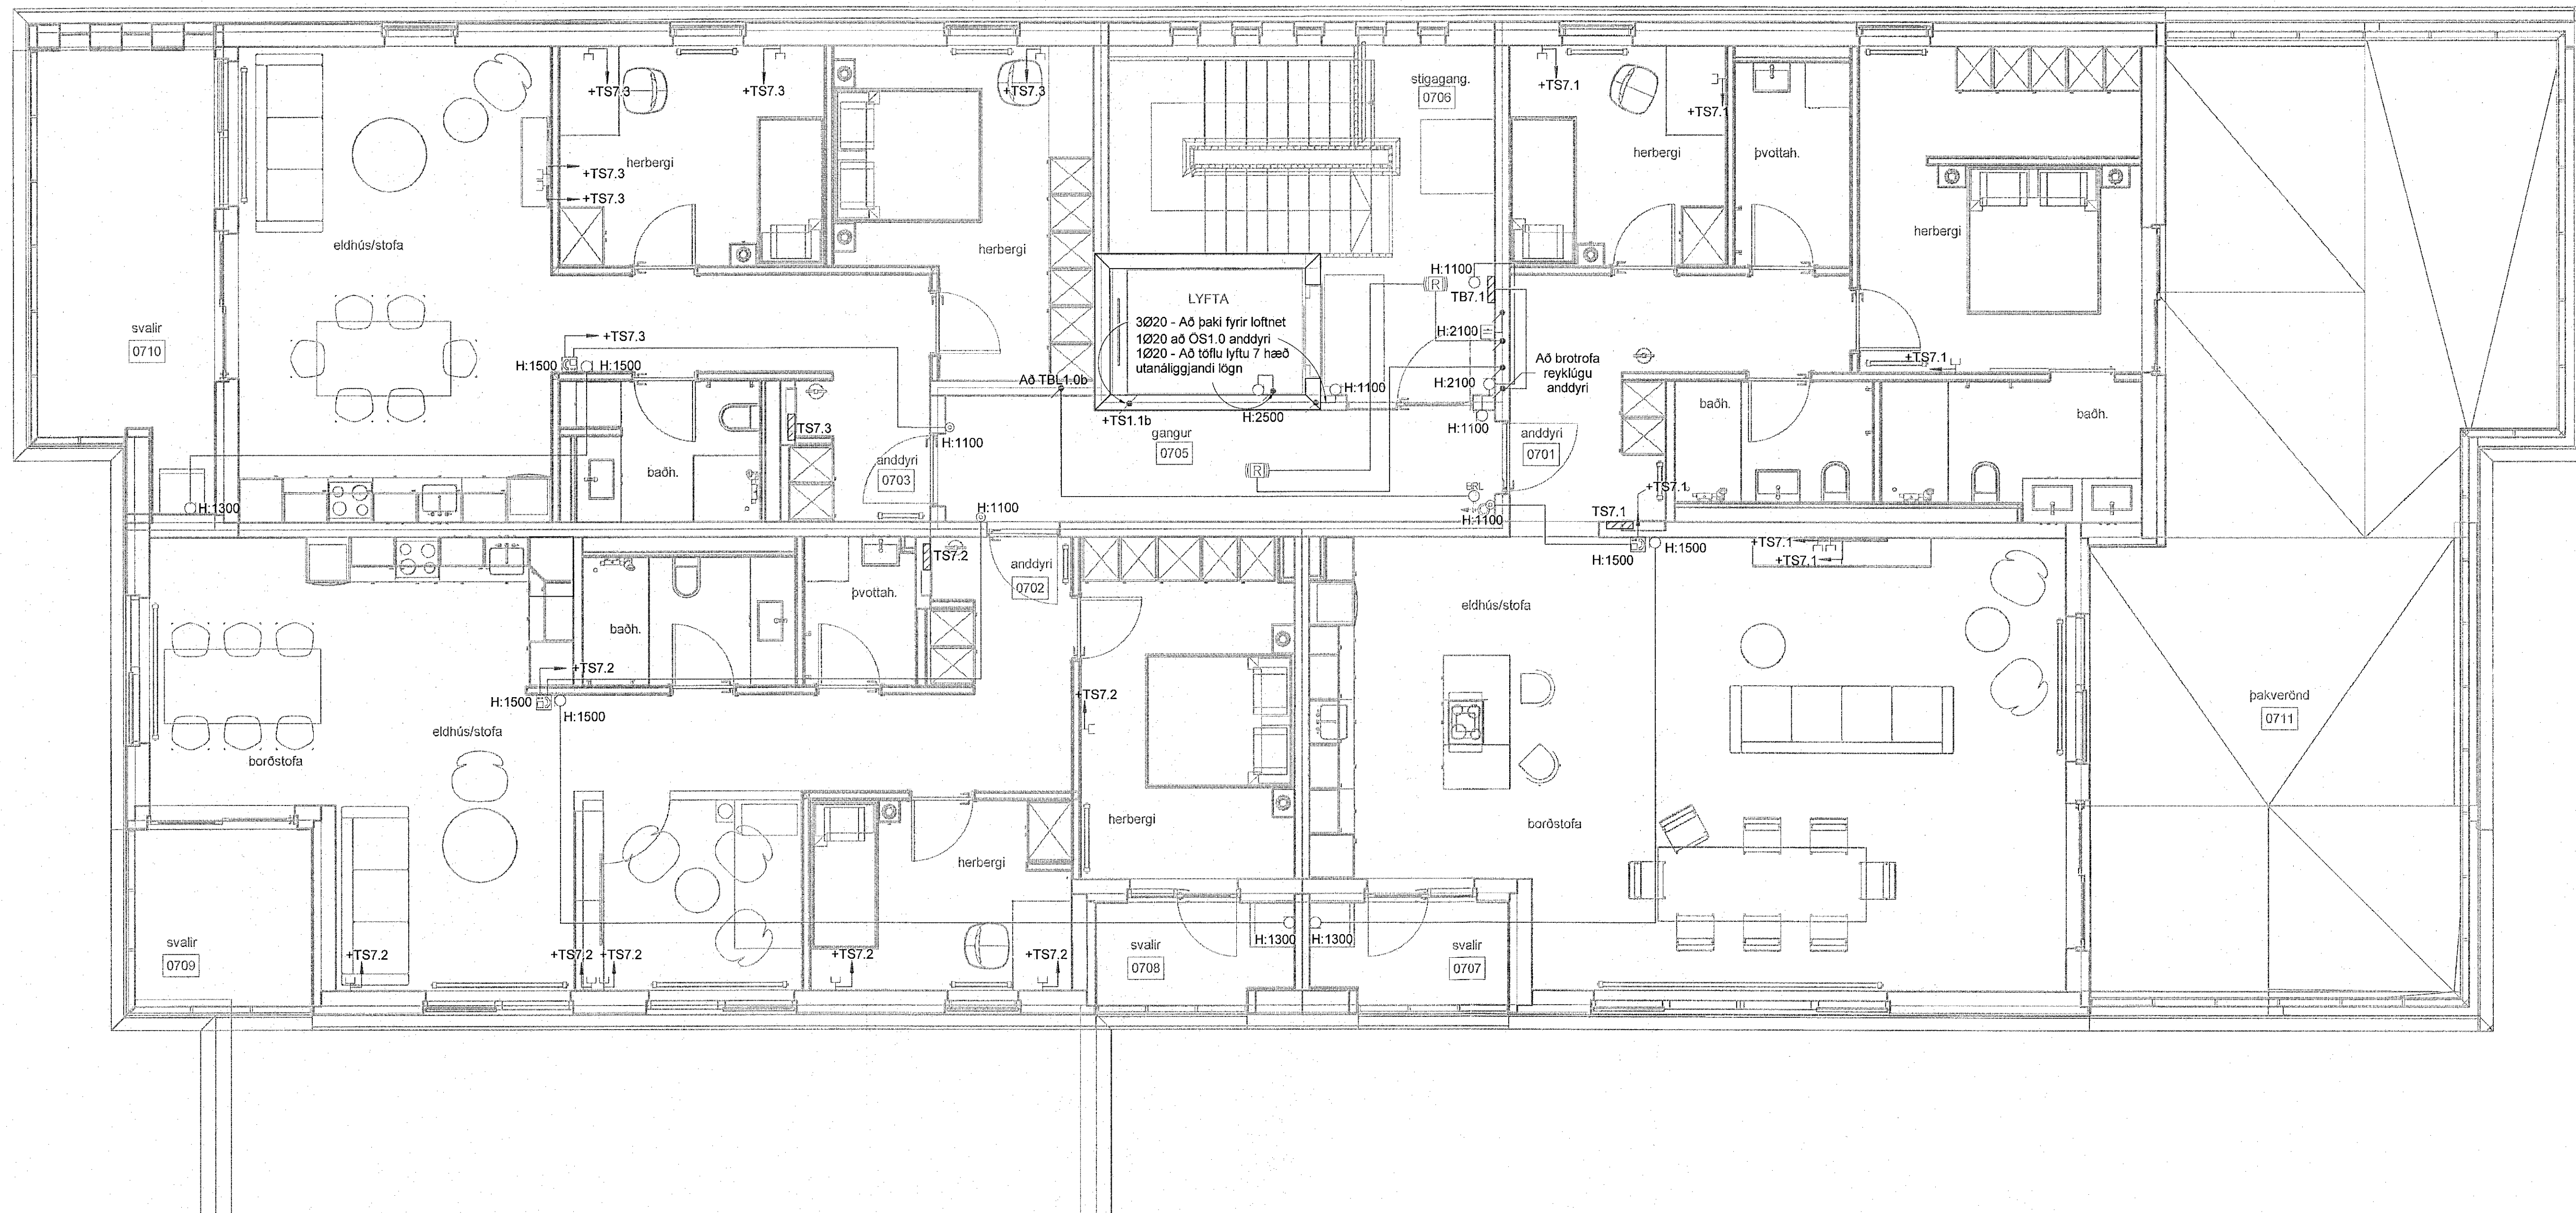 +TS7.3
+TS7.3
+TS7.3
stigagang.
0706
+TS7.1
+TS7.1
herbergi
+TS7.3
+TS7.3
herbergi
þvottah.
eldhús/stofa
herbergi
herbergi
svalir
0710
+TS7.3
H:1500
H:1500
LYFTA
3Ø20 - Að þaki fyrir loftnet
1Ø20 að ÖS1.0 anddyri
1Ø20 - Að töflu lyftu 7 hæð
utanáliggjandi lögn
H:1100
R
TB7.1
H:2100
Að brotrofa
reyklúgu
anddyri
H:2100
H:1100
H:1100
Að TBL1.0b
+TS1.1b
H:2500
+TS7.1
baðh.
baðh.
TS7.3
H:1100
gangur
0705
anddyri
0701
anddyri
0703
baðh.
R
H:1300
H:1100
BRL
H:1100
+TS7.1
TS7.1
H:1500
H:1500
+TS7.1
+TS7.1
TS7.2
anddyri
0702
þvottah.
baðh.
eldhús/stofa
+TS7.2
H:1500
H:1500
+TS7.2
þakverönd
0711
eldhús/stofa
borðstofa
herbergi
borðstofa
herbergi
svalir
0709
+TS7.2
+TS7.2
+TS7.2
+TS7.2
+TS7.2
H:1300
H:1300
svalir
0708
svalir
0707